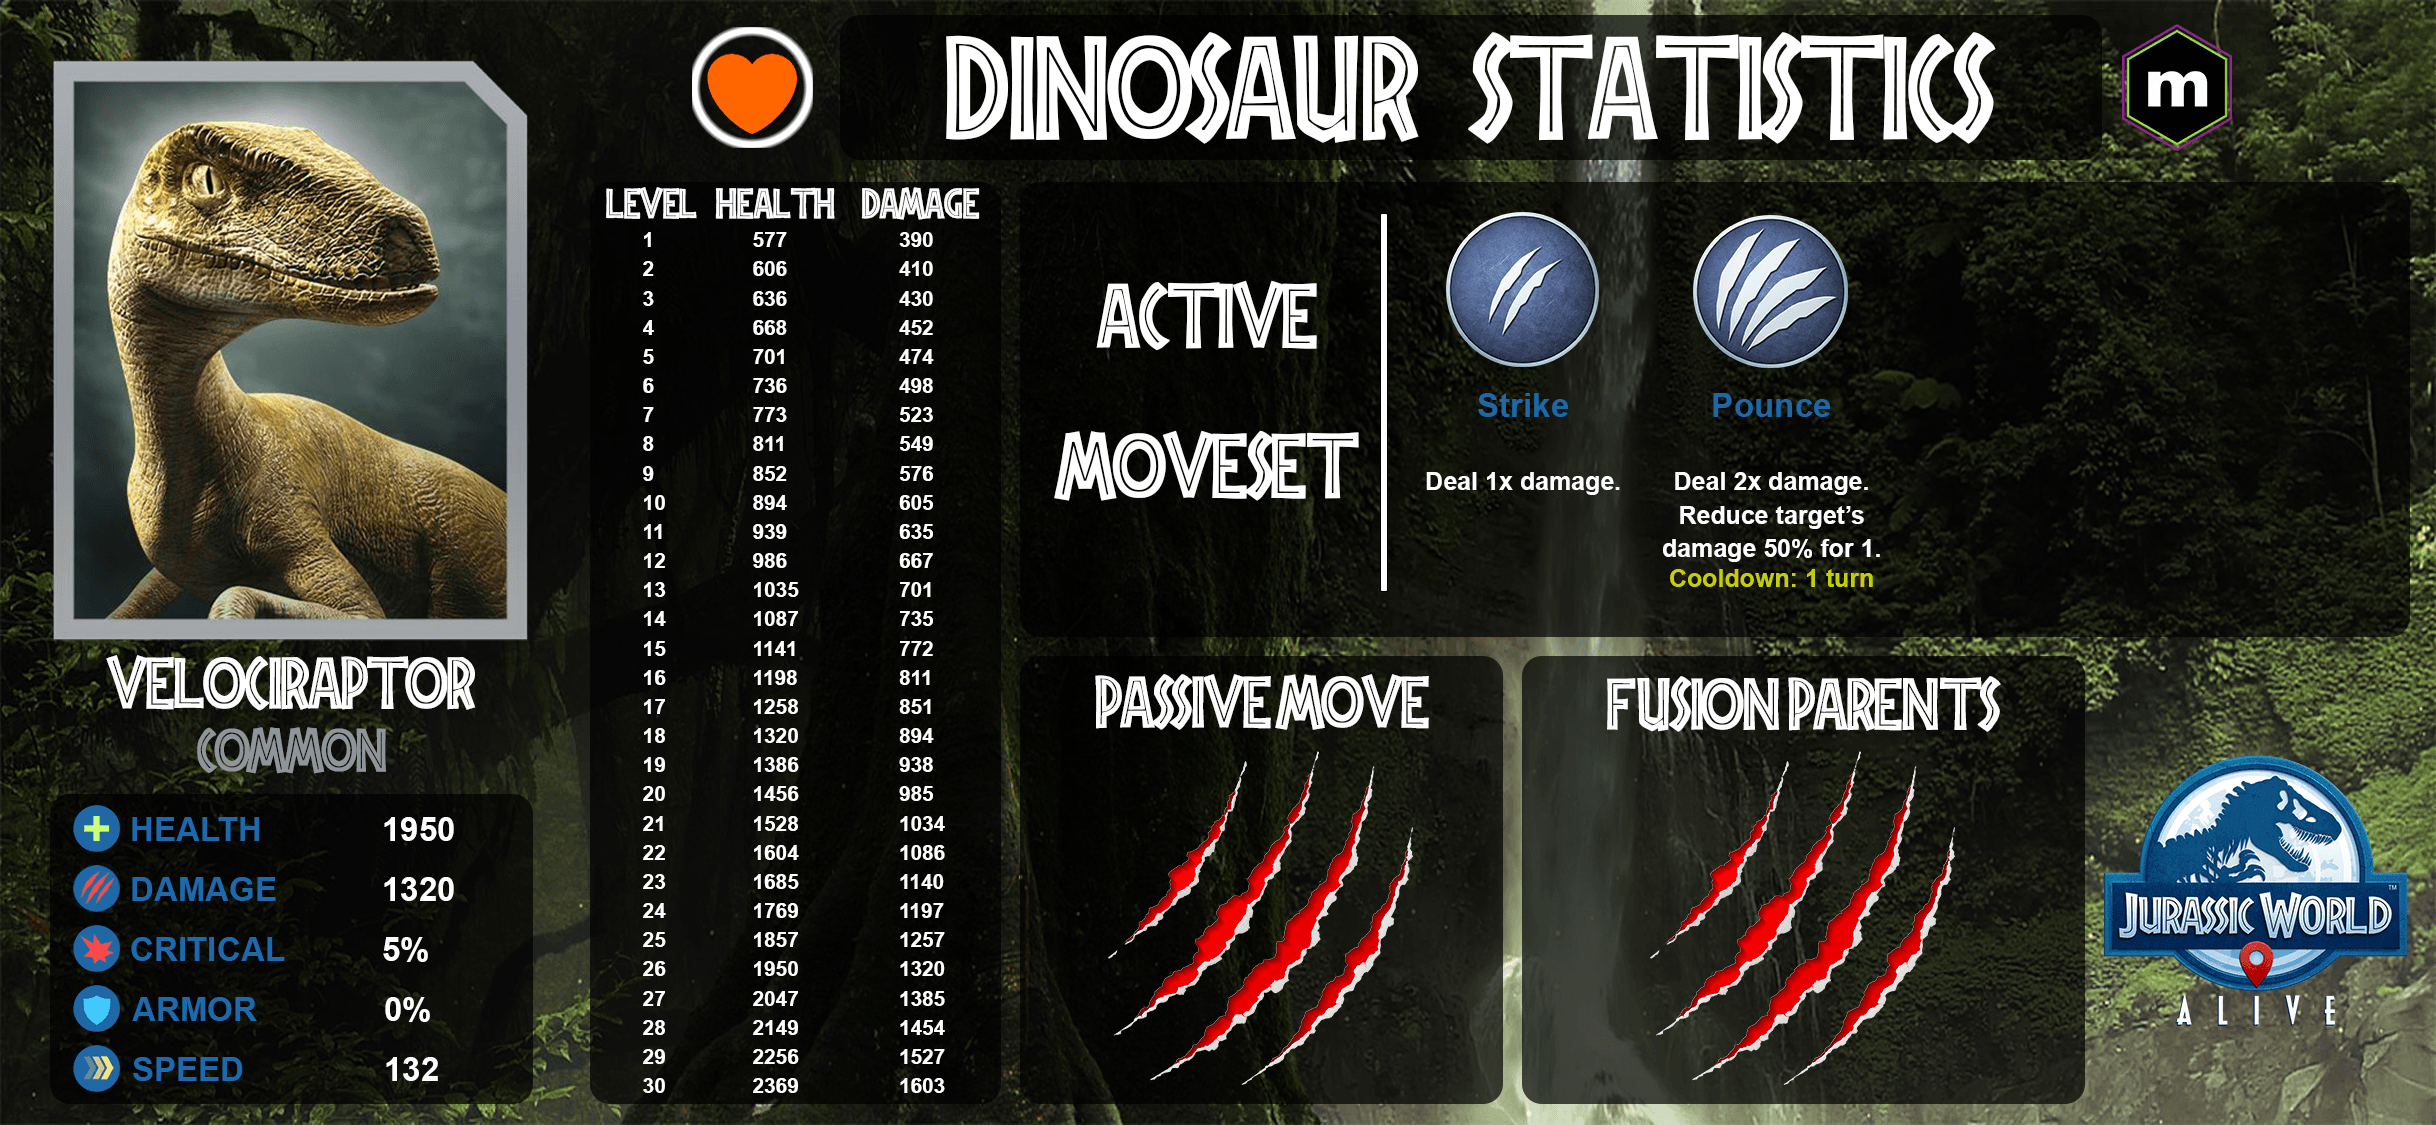 DINOSAUR STATISTICS
m
VELOCIRAPTOR
COMMON
HEALTH 1950
DAMAGE 1320
CRITICAL 5%
ARMOR 0%
SPEED 132
LEVEL HEALTH DAMAGE
1 577 390
2 606 410
3 636 430
4 668 452
5 701 474
6 736 498
7 773 523
8 811 549
9 852 576
10 894 605
11 939 635
12 986 667
13 1035 701
14 1087 735
15 1141 772
16 1198 811
17 1258 851
18 1320 894
19 1386 938
20 1456 985
21 1528 1034
22 1604 1086
23 1685 1140
24 1769 1197
25 1857 1257
26 1950 1320
27 2047 1385
28 2149 1454
29 2256 1527
30 2369 1603
ACTIVE
MOVESET
Strike
Deal 1x damage.
Pounce
Deal 2x damage.
Reduce target’s
damage 50% for 1.
Cooldown: 1 turn
PASSIVE MOVE
FUSION PARENTS
JURASSIC WORLD™
ALIVE